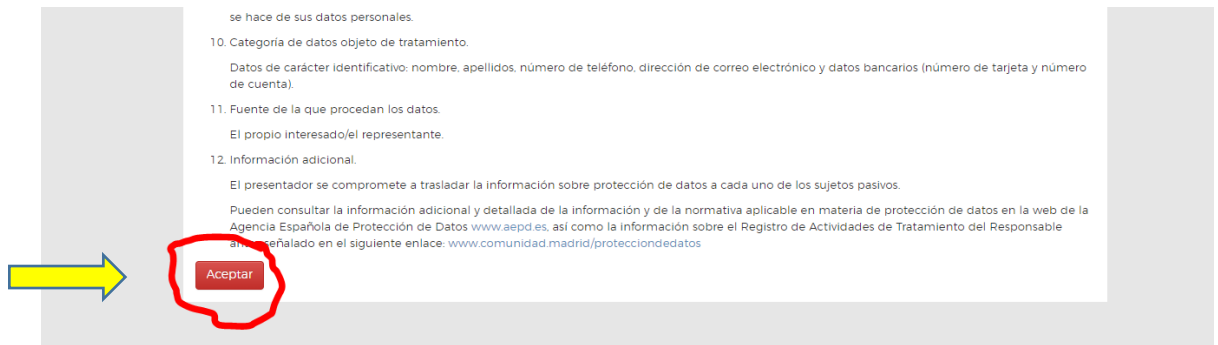 se hace de sus datos personales.
10. Categoría de datos objeto de tratamiento.
Datos de carácter identificativo: nombre, apellidos, número de teléfono, dirección de correo electrónico y datos bancarios (número de tarjeta y número
de cuenta).
11. Fuente de la que procedan los datos.
El propio interesado/el representante.
12. Información adicional.
El presentador se compromete a trasladar la información sobre protección de datos a cada uno de los sujetos pasivos.
Pueden consultar la información adicional y detallada de la información y de la normativa aplicable en materia de protección de datos en la web de la
Agencia Española de Protección de Datos www.aepd.es, así como la información sobre el Registro de Actividades de Tratamiento del Responsable
señalado en el siguiente enlace: www.comunidad.madrid/protecciondedatos
Aceptar